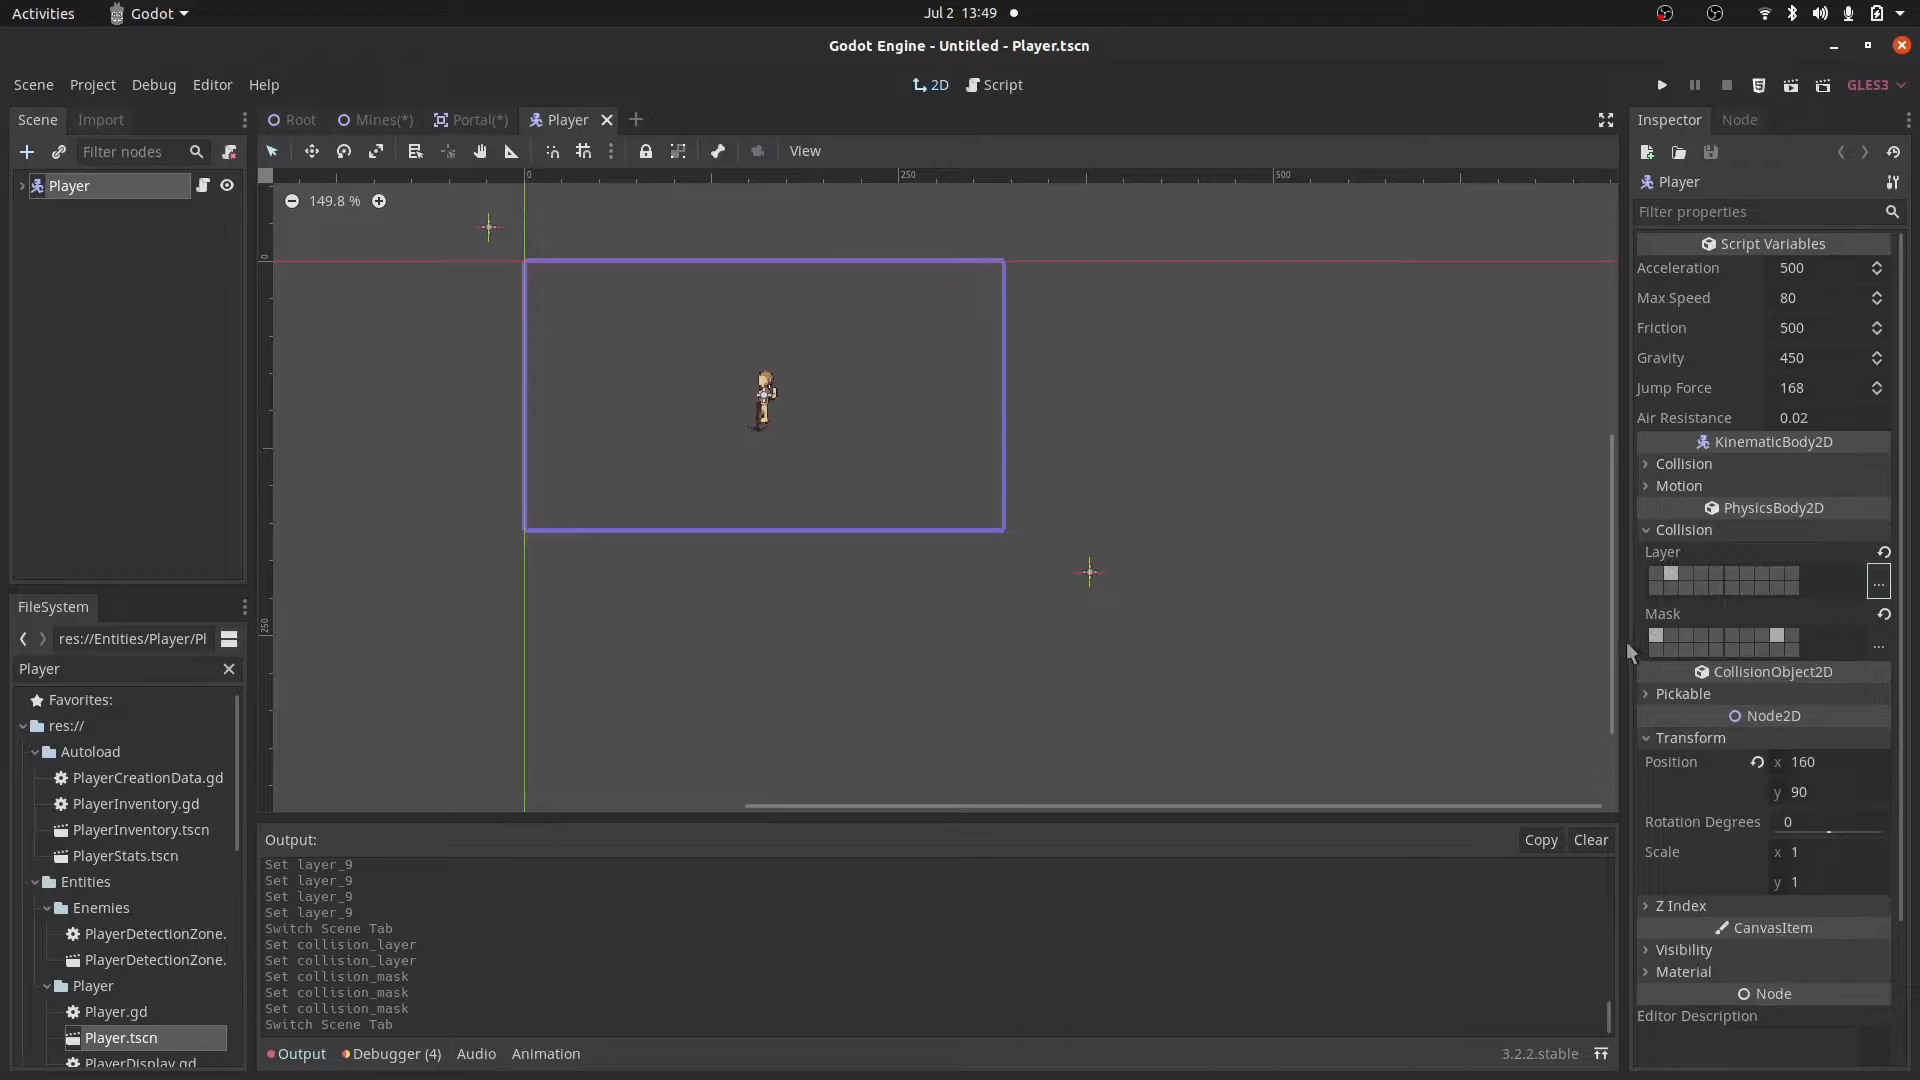 Activities
Godot
Jul 2 13:49
Godot Engine - Untitled - Player.tscn
Scene
Project
Debug
Editor
Help
2D
Script
GLES3
Scene
Import
Root
Mines(*)
Portal(*)
Player
Inspector
Node
Filter nodes
View
Player
Player
Filter properties
0
250
500
149.8 %
0
250
Script Variables
Acceleration 500
Max Speed 80
Friction 500
Gravity 450
Jump Force 168
Air Resistance 0.02
KinematicBody2D
Collision
Motion
PhysicsBody2D
Collision
Layer
...
Mask
...
CollisionObject2D
Pickable
Node2D
Transform
Position x 160
y 90
Rotation Degrees 0
Scale x 1
y 1
Z Index
CanvasItem
Visibility
Material
Node
Editor Description
FileSystem
res://Entities/Player/Pl
Player
Favorites:
res://
Autoload
PlayerCreationData.gd
PlayerInventory.gd
PlayerInventory.tscn
PlayerStats.tscn
Entities
Enemies
PlayerDetectionZone.
PlayerDetectionZone.
Player
Player.gd
Player.tscn
PlayerDisplay.gd
Output:
Copy
Clear
Set layer_9
Set layer_9
Set layer_9
Set layer_9
Switch Scene Tab
Set collision_layer
Set collision_layer
Set collision_mask
Set collision_mask
Set collision_mask
Switch Scene Tab
Output
Debugger (4)
Audio
Animation
3.2.2.stable